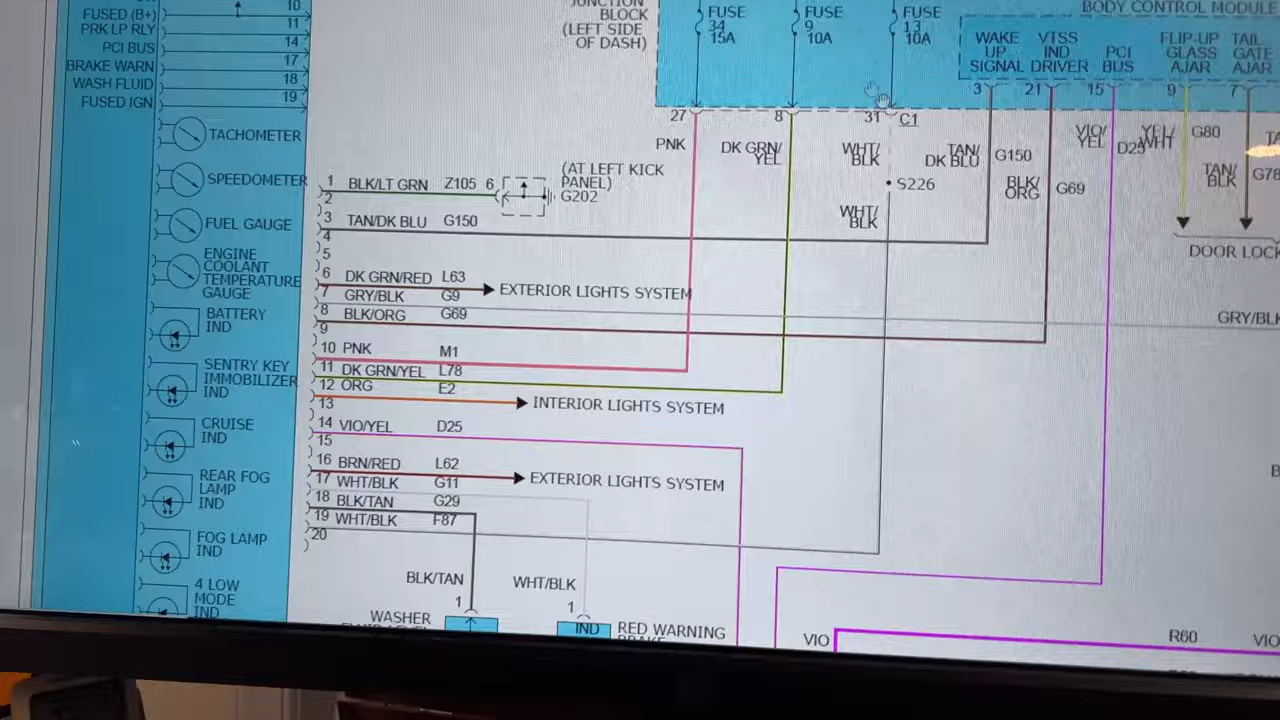 10
FUSED (B+)
11
PRK LP RLY
14
PCI BUS
17
BRAKE WARN
18
WASH FLUID
19
FUSED IGN
TACHOMETER
SPEEDOMETER
FUEL GAUGE
ENGINE
COOLANT
TEMPERATURE
GAUGE
BATTERY
IND
SENTRY KEY
IMMOBILIZER
IND
CRUISE
IND
REAR FOG
LAMP
IND
FOG LAMP
IND
4 LOW
MODE
IND
JUNCTION
BLOCK
(LEFT SIDE
OF DASH)
FUSE
34
15A
FUSE
9
10A
FUSE
13
10A
BODY CONTROL MODULE
WAKE
UP
SIGNAL
VTSS
IND
DRIVER
PCI
BUS
FLIP-UP
GLASS
AJAR
TAIL
GATE
AJAR
27
8
31 C1
3
21
15
9
7
PNK
DK GRN/
YEL
WHT/
BLK
S226
WHT/
BLK
TAN/
DK BLU
G150
BLK/
ORG
G69
VIO/
YEL
D25
YEL/
WHT
G80
TAN/
BLK
G78
DOOR LOCK
GRY/BLK
1 BLK/LT GRN Z105 6
(AT LEFT KICK
PANEL)
G202
2
3 TAN/DK BLU G150
4
5
6 DK GRN/RED L63 EXTERIOR LIGHTS SYSTEM
7 GRY/BLK G9
8 BLK/ORG G69
9
10 PNK M1
11 DK GRN/YEL L78
12 ORG E2 INTERIOR LIGHTS SYSTEM
13
14 VIO/YEL D25
15
16 BRN/RED L62 EXTERIOR LIGHTS SYSTEM
17 WHT/BLK G11
18 BLK/TAN G29
19 WHT/BLK F87
20
BLK/TAN
1
WHT/BLK
1
WASHER
IND
RED WARNING
VIO
R60
VIO